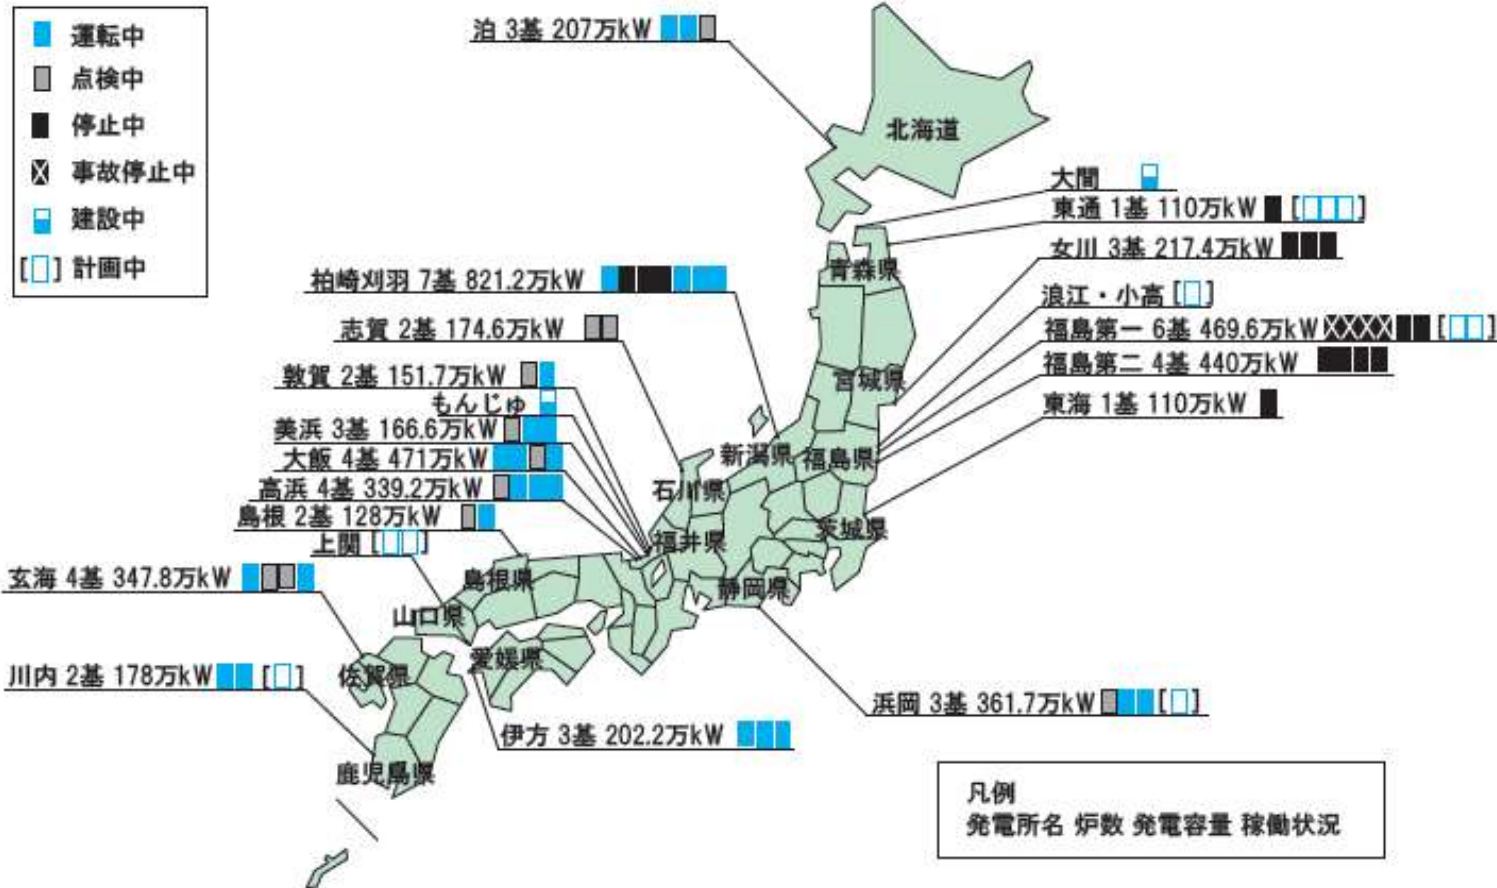 運転中
点検中
停止中
事故停止中
建設中
[ ] 計画中
泊 3基 207万kW
北海道
大間
東通 1基 110万kW [ ]
女川 3基 217.4万kW
青森県
柏崎刈羽 7基 821.2万kW
浪江・小高 [ ]
志賀 2基 174.6万kW
福島第一 6基 469.6万kW [ ]
福島第二 4基 440万kW
敦賀 2基 151.7万kW
宮城県
もんじゅ
東海 1基 110万kW
美浜 3基 166.6万kW
新潟県
福島県
大飯 4基 471万kW
高浜 4基 339.2万kW
石川県
島根 2基 128万kW
茨城県
上関 [ ]
福井県
玄海 4基 347.8万kW
島根県
静岡県
山口県
愛媛県
川内 2基 178万kW [ ]
佐賀県
浜岡 3基 361.7万kW [ ]
伊方 3基 202.2万kW
鹿児島県
凡例
発電所名 炉数 発電容量 稼働状況